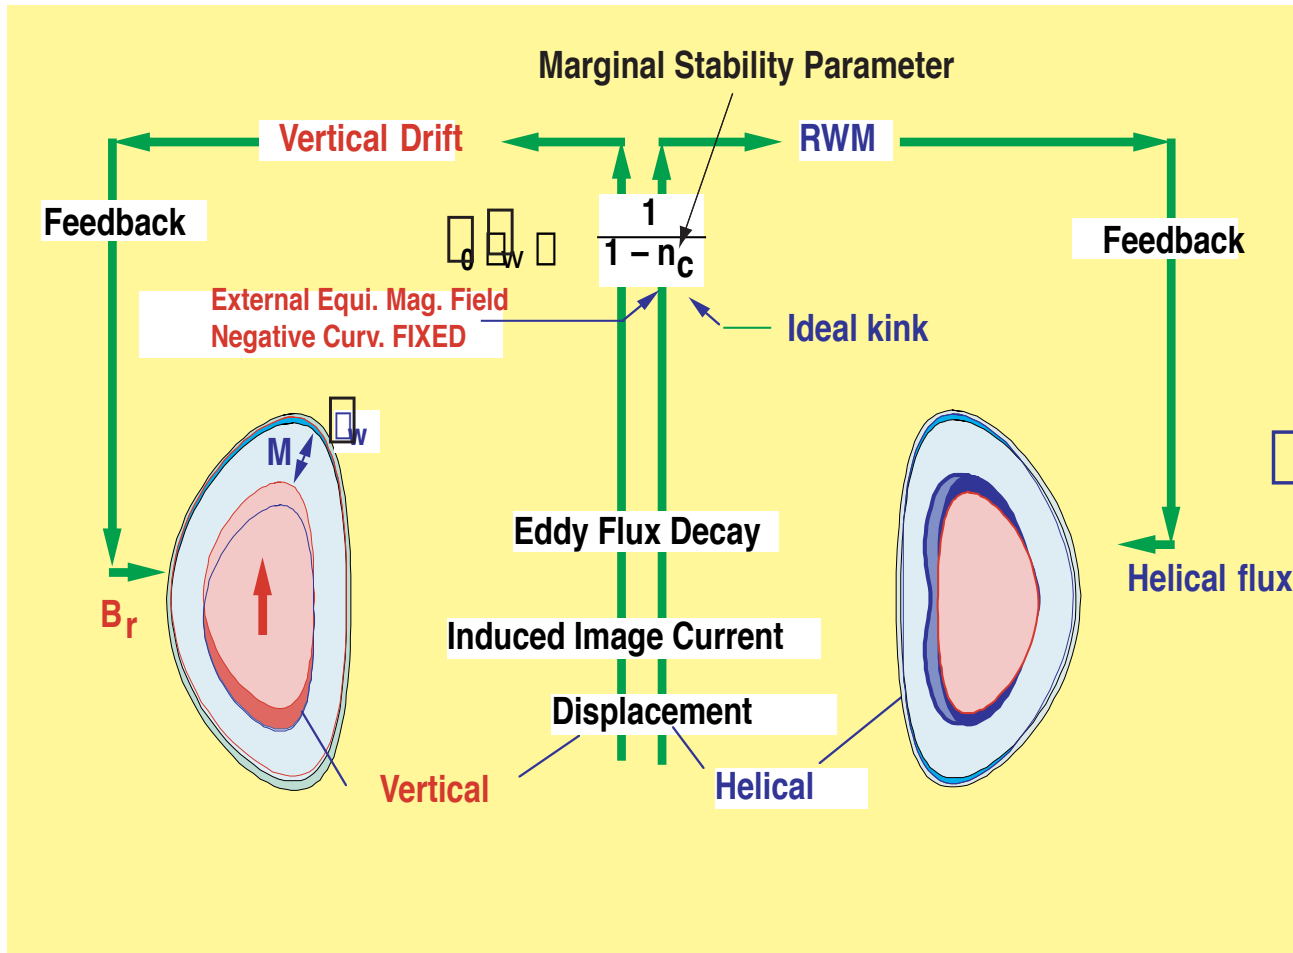 Marginal Stability Parameter
Vertical Drift
RWM
Feedback
Feedback
0 w
1
1 – nc
External Equi. Mag. Field
Negative Curv. FIXED
Ideal kink
w
M
Eddy Flux Decay
Helical flux
Br
Induced Image Current
Displacement
Vertical
Helical